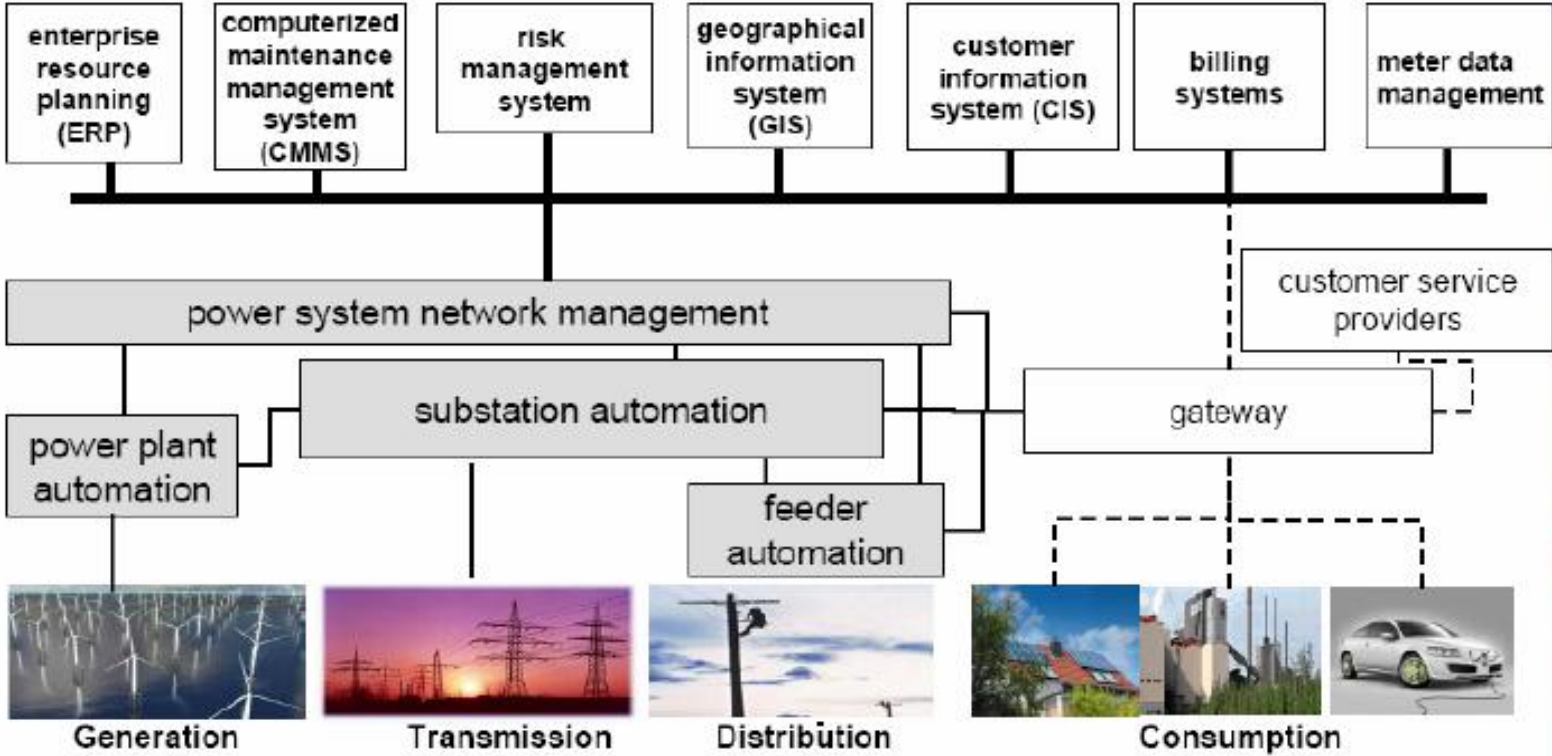 enterprise
resource
planning
(ERP)
computerized
maintenance
management
system
(CMMS)
risk
management
system
geographical
information
system
(GIS)
customer
information
system (CIS)
billing
systems
meter data
management
customer service
providers
power system network management
substation automation
gateway
power plant
automation
feeder
automation
Generation
Transmission
Distribution
Consumption